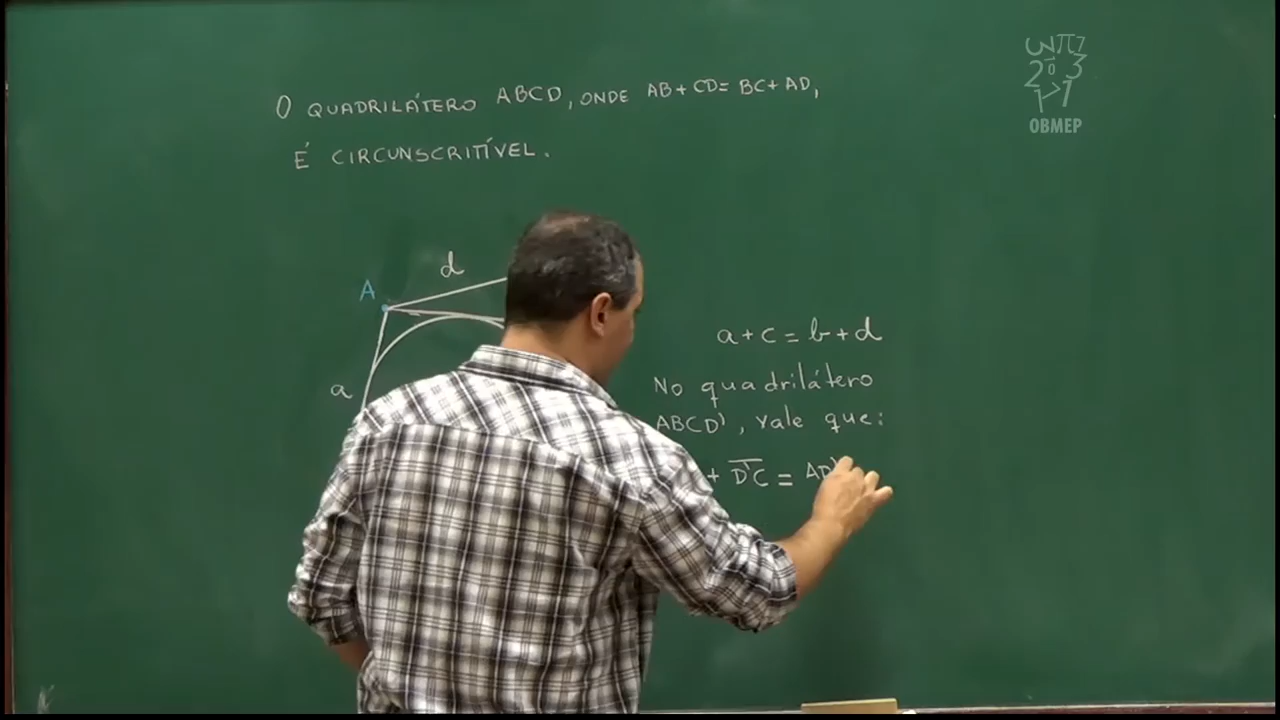 O QUADRILÁTERO ABCD, ONDE AB + CD = BC + AD,
É CIRCUNSCRITÍVEL.
d
A
a
a + c = b + d
No quadrilátero
ABCD', vale que:
+ D'C = AD'
OBMEP